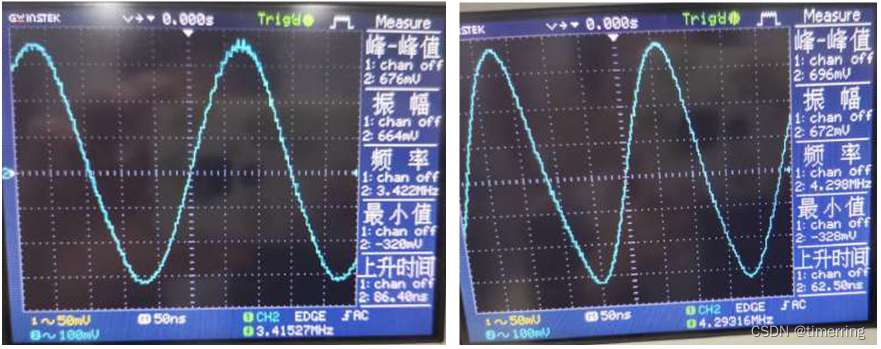 GWINSTEK 0.000s Trig'd Measure
峰-峰值
1: chan off
2: 676mV
振 幅
1: chan off
2: 664mV
频 率
1: chan off
2: 3.422MHz
最小值
1: chan off
2: -320mV
上升时间
1: chan off
2: 86.40ns
2
1 50mV M 50ns CH2 EDGE AC
2 100mV 3.41527MHz
STEK 0.000s Trig'd Measure
峰-峰值
1: chan off
2: 696mV
振 幅
1: chan off
2: 672mV
频 率
1: chan off
2: 4.298MHz
最小值
1: chan off
2: -328mV
上升时间
1: chan off
2: 62.50ns
1 50mV M 50ns CH2 EDGE AC
2 100mV 4.29316MHz
CSDN @timerring